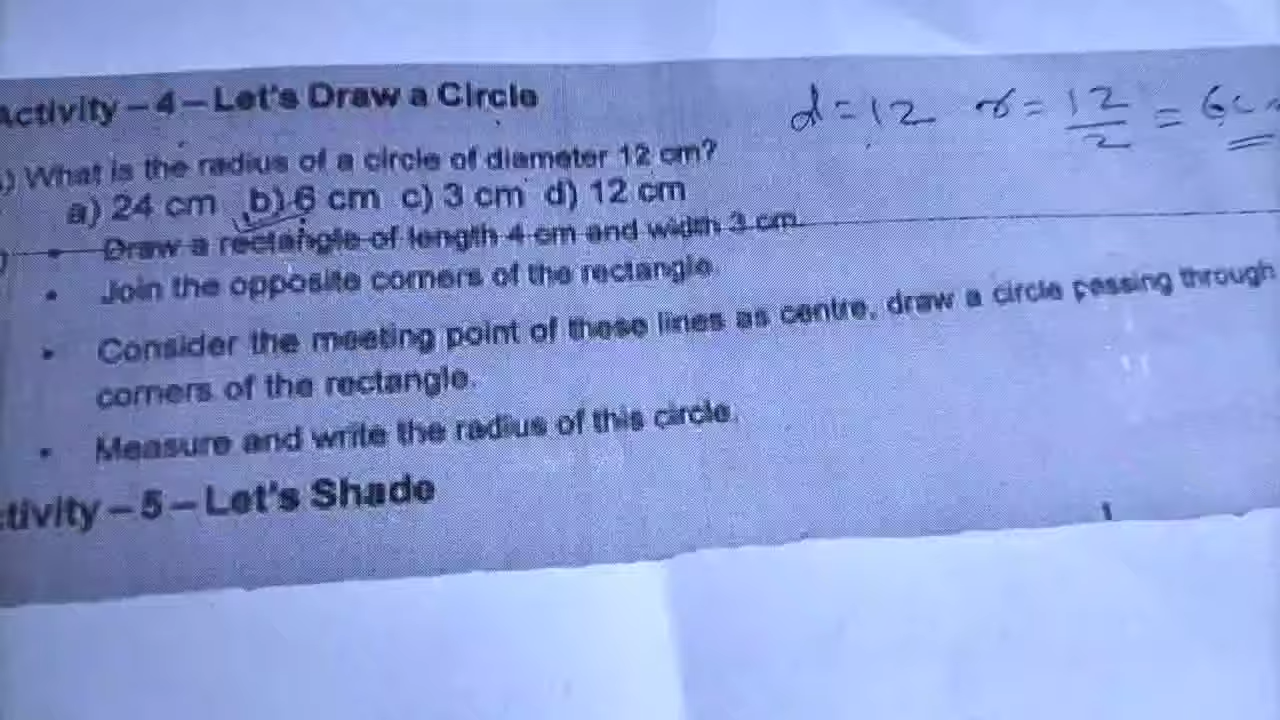 Activity – 4 – Let's Draw a Circle
d = 12 r = 12/2 = 6c
) What is the radius of a circle of diameter 12 cm?
a) 24 cm b) 6 cm c) 3 cm d) 12 cm
• Draw a rectangle of length 4 cm and width 3 cm.
• Join the opposite corners of the rectangle.
• Consider the meeting point of these lines as centre, draw a circle passing through
corners of the rectangle.
• Measure and write the radius of this circle.
tivity – 5 – Let's Shade